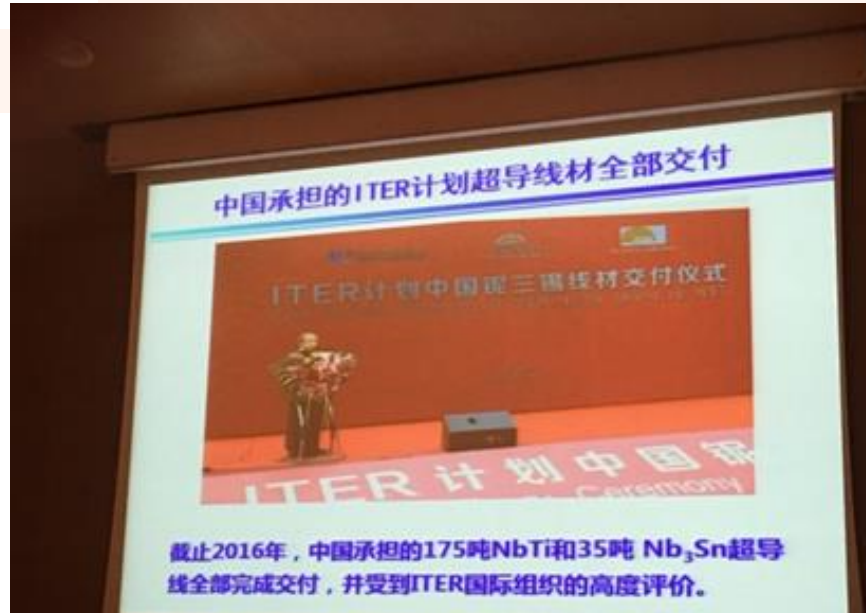 中国承担的ITER计划超导线材全部交付
ITER计划中国铌三锡线材交付仪式
ITER 计划中国铌
Ceremony
截止2016年，中国承担的175吨NbTi和35吨 Nb₃Sn超导
线全部完成交付，并受到ITER国际组织的高度评价。